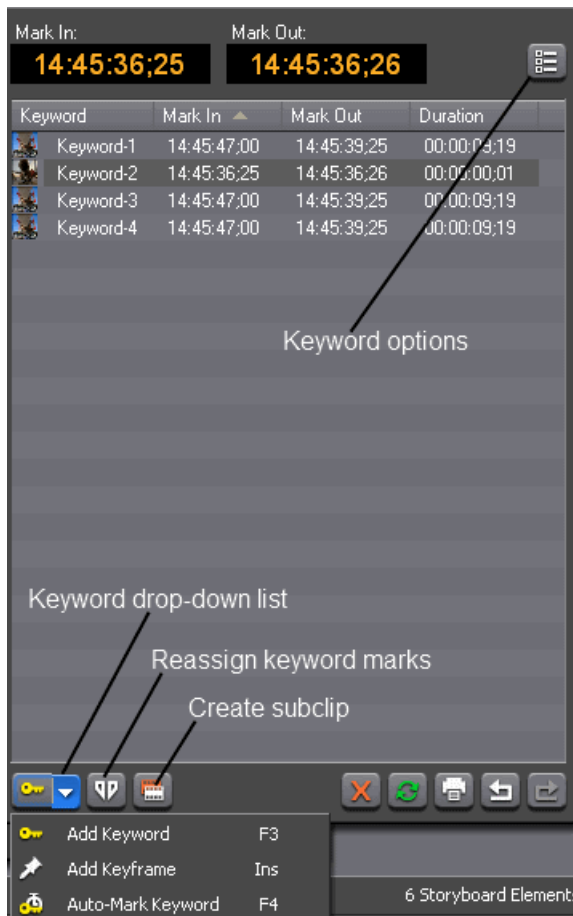 Mark In: Mark Out:
14:45:36;25 14:45:36;26
Keyword Mark In Mark Out Duration
Keyword-1 14:45:47;00 14:45:39;25 00:00:09;19
Keyword-2 14:45:36;25 14:45:36;26 00:00:00;01
Keyword-3 14:45:47;00 14:45:39;25 00:00:09;19
Keyword-4 14:45:47;00 14:45:39;25 00:00:09;19
Keyword options
Keyword drop-down list
Reassign keyword marks
Create subclip
Add Keyword F3
Add Keyframe Ins
Auto-Mark Keyword F4
6 Storyboard Element